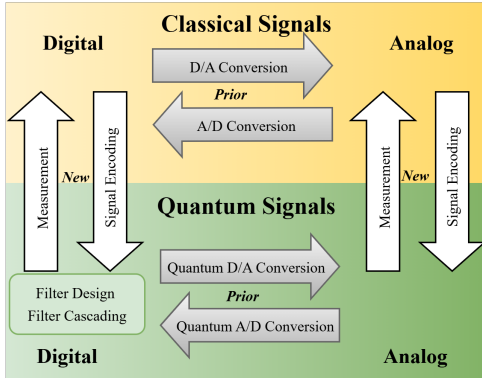 Classical Signals
Digital
Analog
D/A Conversion
Prior
A/D Conversion
Measurement
New
Signal Encoding
Measurement
New
Signal Encoding
Quantum Signals
Quantum D/A Conversion
Prior
Quantum A/D Conversion
Filter Design
Filter Cascading
Digital
Analog